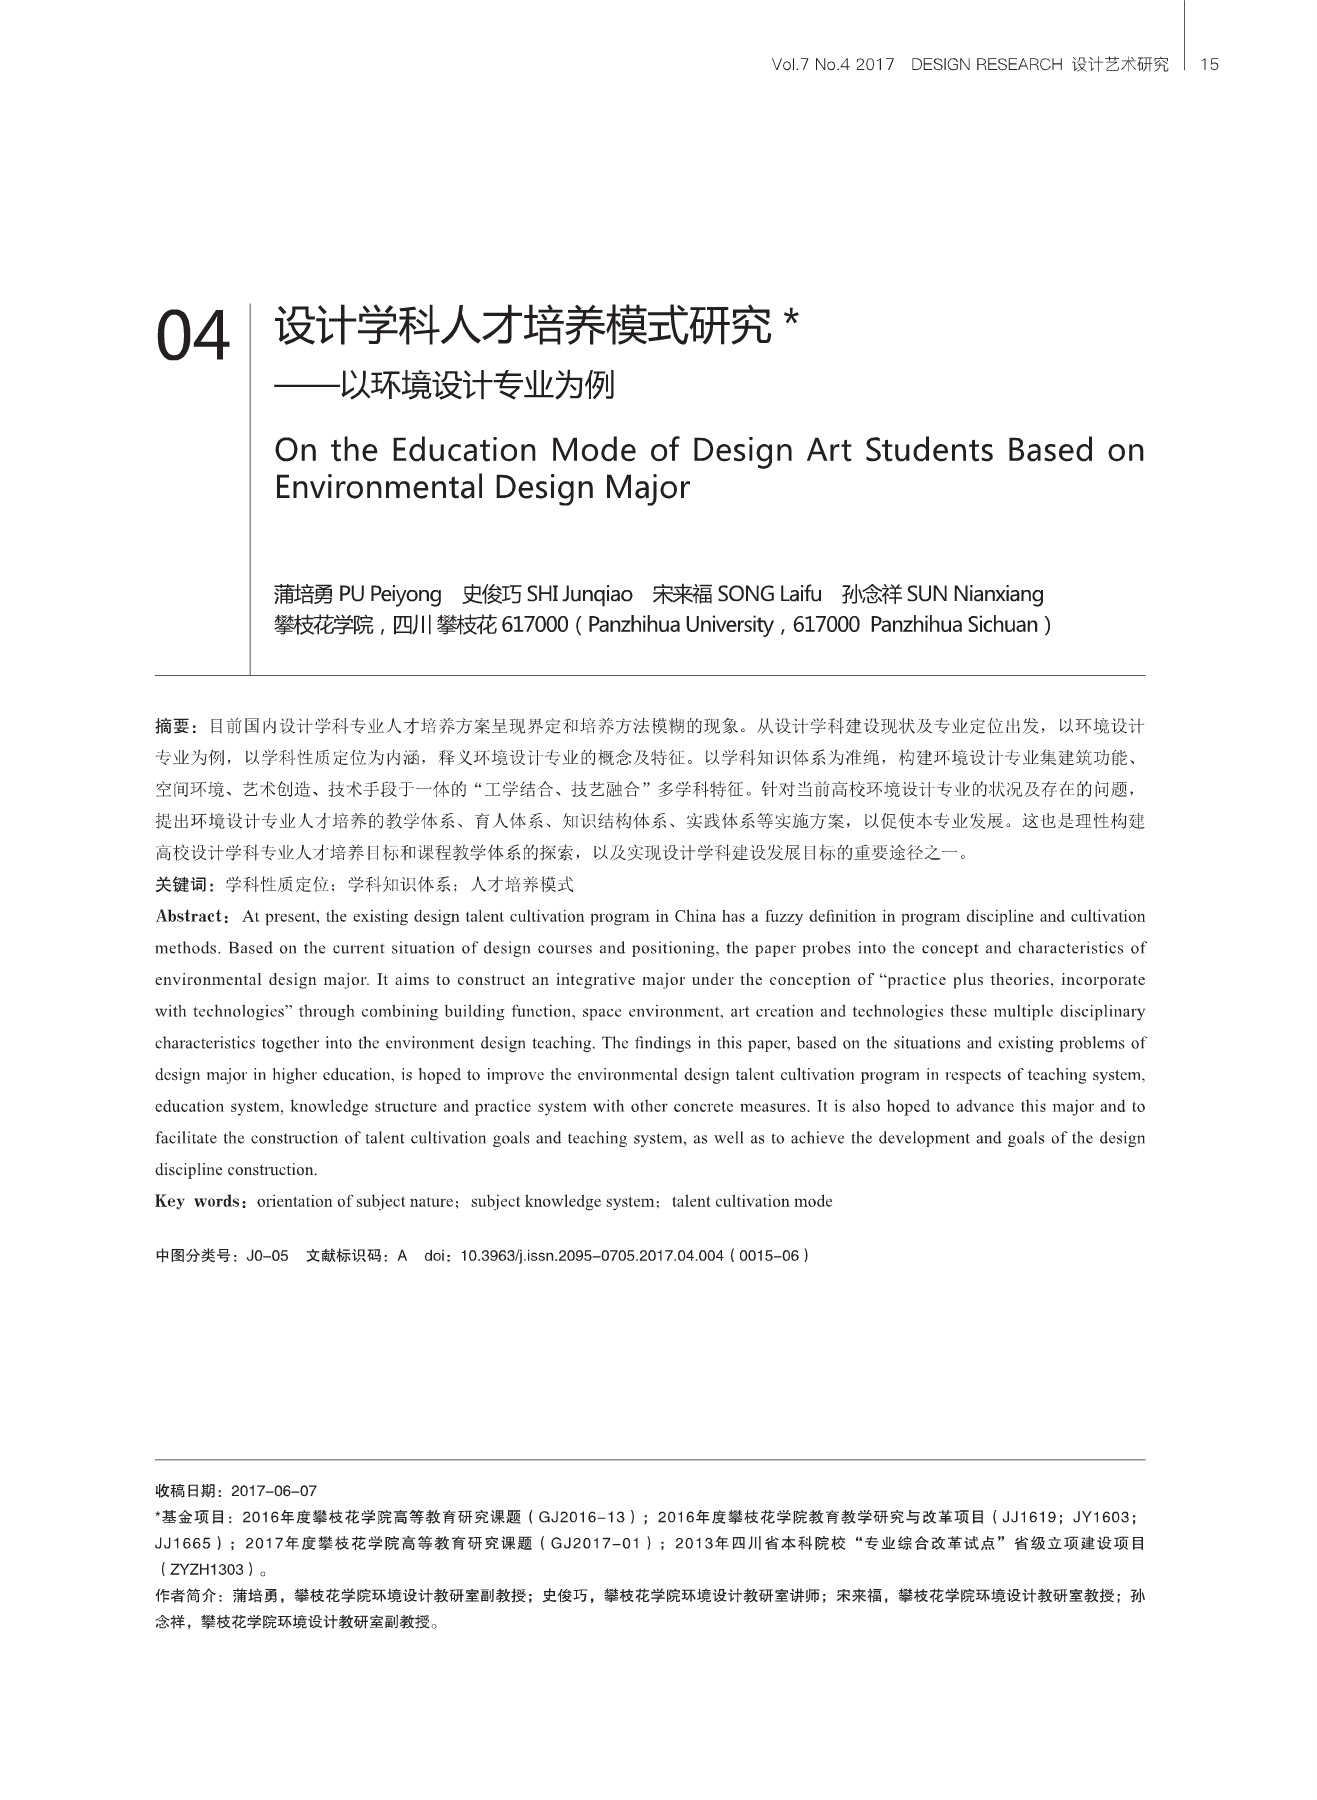 Vol.7 No.4 2017 DESIGN RESEARCH 设计艺术研究 15
04
设计学科人才培养模式研究 *
——以环境设计专业为例
On the Education Mode of Design Art Students Based on
Environmental Design Major
蒲培勇 PU Peiyong 史俊巧 SHI Junqiao 宋来福 SONG Laifu 孙念祥 SUN Nianxiang
攀枝花学院，四川 攀枝花 617000（Panzhihua University，617000 Panzhihua Sichuan）
摘要：目前国内设计学科专业人才培养方案呈现界定和培养方法模糊的现象。从设计学科建设现状及专业定位出发，以环境设计
专业为例，以学科性质定位为内涵，释义环境设计专业的概念及特征。以学科知识体系为准绳，构建环境设计专业集建筑功能、
空间环境、艺术创造、技术手段于一体的“工学结合、技艺融合”多学科特征。针对当前高校环境设计专业的状况及存在的问题，
提出环境设计专业人才培养的教学体系、育人体系、知识结构体系、实践体系等实施方案，以促使本专业发展。这也是理性构建
高校设计学科专业人才培养目标和课程教学体系的探索，以及实现设计学科建设发展目标的重要途径之一。
关键词：学科性质定位；学科知识体系；人才培养模式
Abstract：At present, the existing design talent cultivation program in China has a fuzzy definition in program discipline and cultivation
methods. Based on the current situation of design courses and positioning, the paper probes into the concept and characteristics of
environmental design major. It aims to construct an integrative major under the conception of “practice plus theories, incorporate
with technologies” through combining building function, space environment, art creation and technologies these multiple disciplinary
characteristics together into the environment design teaching. The findings in this paper, based on the situations and existing problems of
design major in higher education, is hoped to improve the environmental design talent cultivation program in respects of teaching system,
education system, knowledge structure and practice system with other concrete measures. It is also hoped to advance this major and to
facilitate the construction of talent cultivation goals and teaching system, as well as to achieve the development and goals of the design
discipline construction.
Key words：orientation of subject nature；subject knowledge system；talent cultivation mode
中图分类号：J0-05 文献标识码：A doi：10.3963/j.issn.2095-0705.2017.04.004（0015-06）
收稿日期：2017-06-07
*基金项目：2016年度攀枝花学院高等教育研究课题（GJ2016-13）；2016年度攀枝花学院教育教学研究与改革项目（JJ1619；JY1603；
JJ1665）；2017年度攀枝花学院高等教育研究课题（GJ2017-01）；2013年四川省本科院校“专业综合改革试点”省级立项建设项目
（ZYZH1303）。
作者简介：蒲培勇，攀枝花学院环境设计教研室副教授；史俊巧，攀枝花学院环境设计教研室讲师；宋来福，攀枝花学院环境设计教研室教授；孙
念祥，攀枝花学院环境设计教研室副教授。